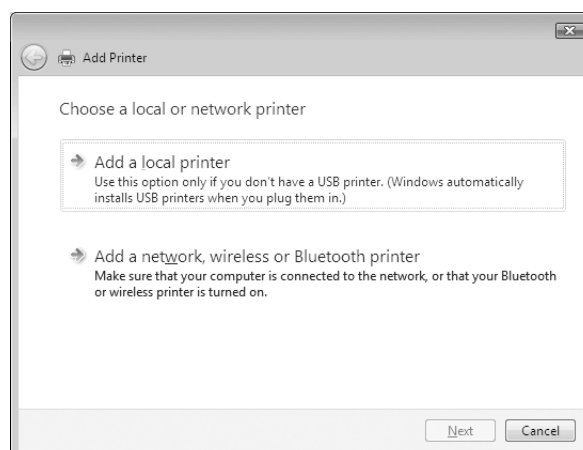 Add Printer
Choose a local or network printer
Add a local printer
Use this option only if you don't have a USB printer. (Windows automatically
installs USB printers when you plug them in.)
Add a network, wireless or Bluetooth printer
Make sure that your computer is connected to the network, or that your Bluetooth
or wireless printer is turned on.
Next Cancel